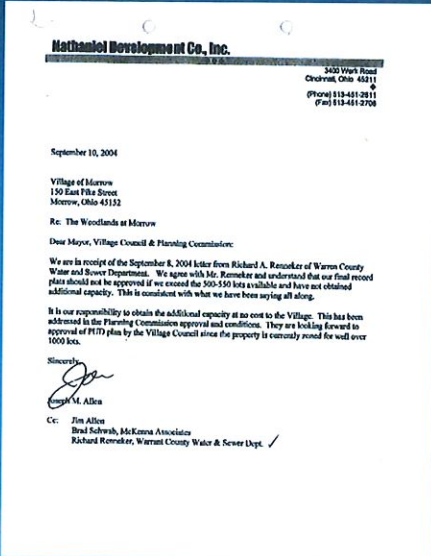 Nathaniel Development Co., Inc.
3400 Werk Road
Cincinnati, Ohio 45211
(Phone) 513-451-2611
(Fax) 513-451-2706
September 10, 2004
Village of Morrow
150 East Pike Street
Morrow, Ohio 45152
Re: The Woodlands at Morrow
Dear Mayor, Village Council & Planning Commission:
We are in receipt of the September 8, 2004 letter from Richard A. Renneker of Warren County
Water and Sewer Department. We agree with Mr. Renneker and understand that our final record
plats should not be approved if we exceed the 500-550 lots available and have not obtained
additional capacity. This is consistent with what we have been saying all along.
It is our responsibility to obtain the additional capacity at no cost to the Village. This has been
addressed in the Planning Commission approval and conditions. They are looking forward to
approval of PUD plan by the Village Council since the property is currently zoned for well over
1000 lots.
Sincerely,
Joseph M. Allen
Cc: Jim Allen
Brad Schwab, McKenna Associates
Richard Renneker, Warrant County Water & Sewer Dept.